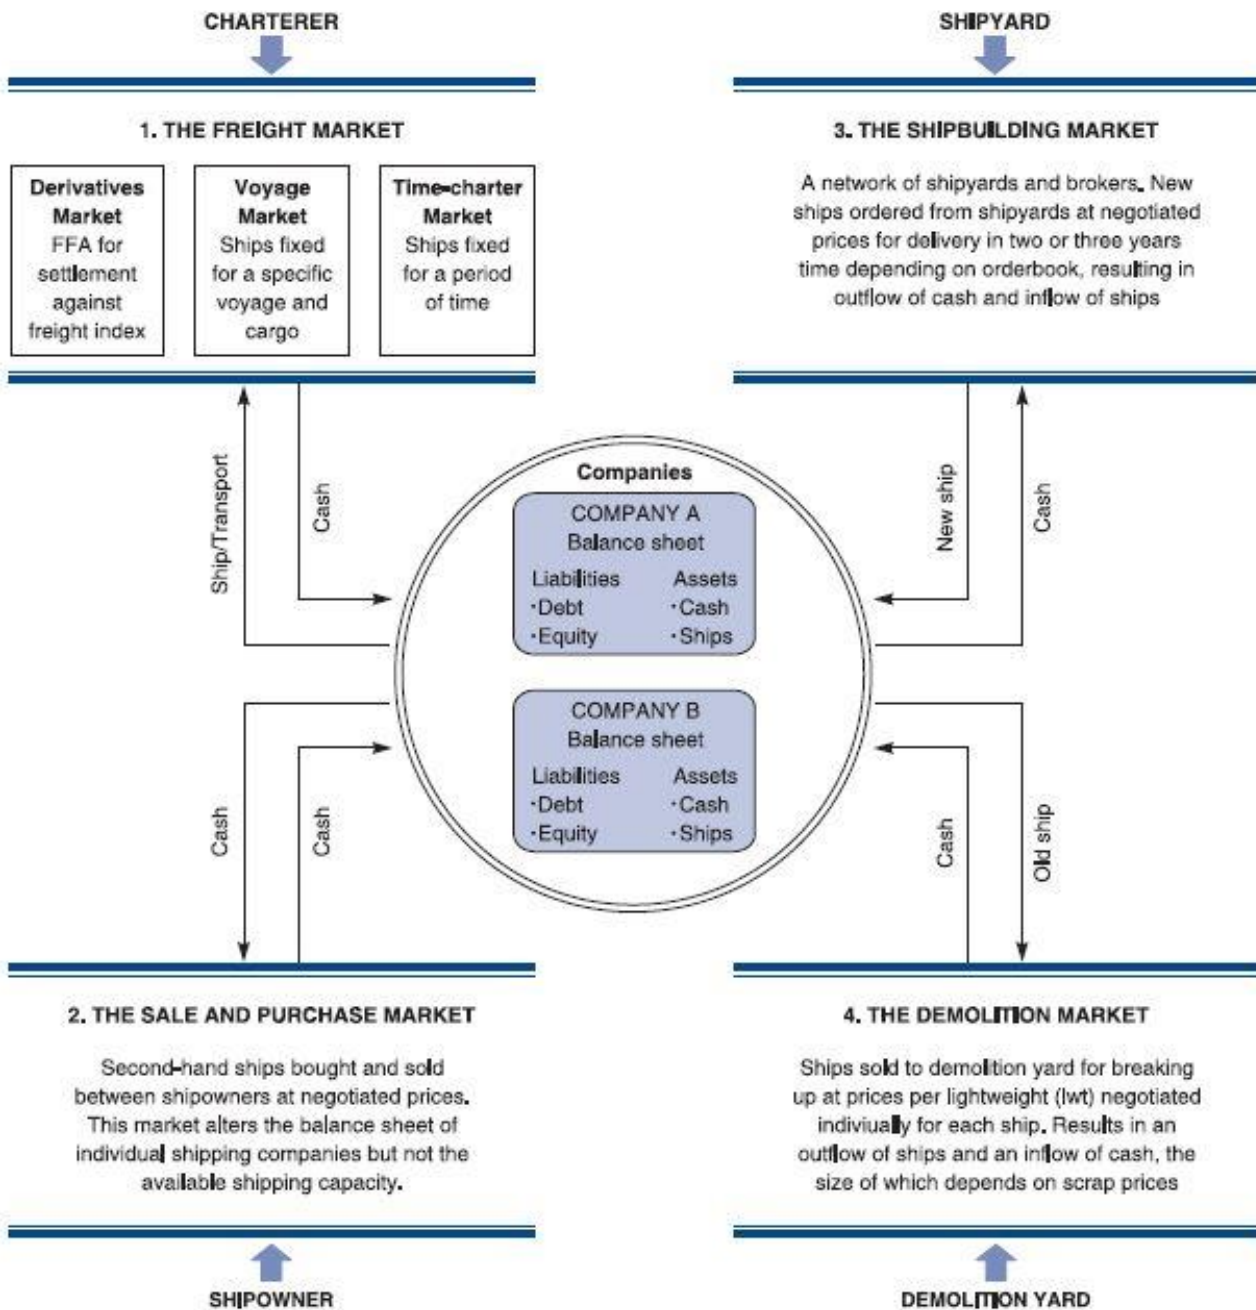 CHARTERER
1. THE FREIGHT MARKET
Derivatives
Market
FFA for
settlement
against
freight index
Voyage
Market
Ships fixed
for a specific
voyage and
cargo
Time-charter
Market
Ships fixed
for a period
of time
SHIPYARD
3. THE SHIPBUILDING MARKET
A network of shipyards and brokers. New
ships ordered from shipyards at negotiated
prices for delivery in two or three years
time depending on orderbook, resulting in
outflow of cash and inflow of ships
Ship/Transport
Cash
New ship
Cash
Companies
COMPANY A
Balance sheet
Liabilities Assets
·Debt ·Cash
·Equity ·Ships
COMPANY B
Balance sheet
Liabilities Assets
·Debt ·Cash
·Equity ·Ships
Cash
Cash
Cash
Old ship
2. THE SALE AND PURCHASE MARKET
Second-hand ships bought and sold
between shipowners at negotiated prices.
This market alters the balance sheet of
individual shipping companies but not the
available shipping capacity.
SHIPOWNER
4. THE DEMOLITION MARKET
Ships sold to demolition yard for breaking
up at prices per lightweight (lwt) negotiated
indiviually for each ship. Results in an
outflow of ships and an inflow of cash, the
size of which depends on scrap prices
DEMOLITION YARD